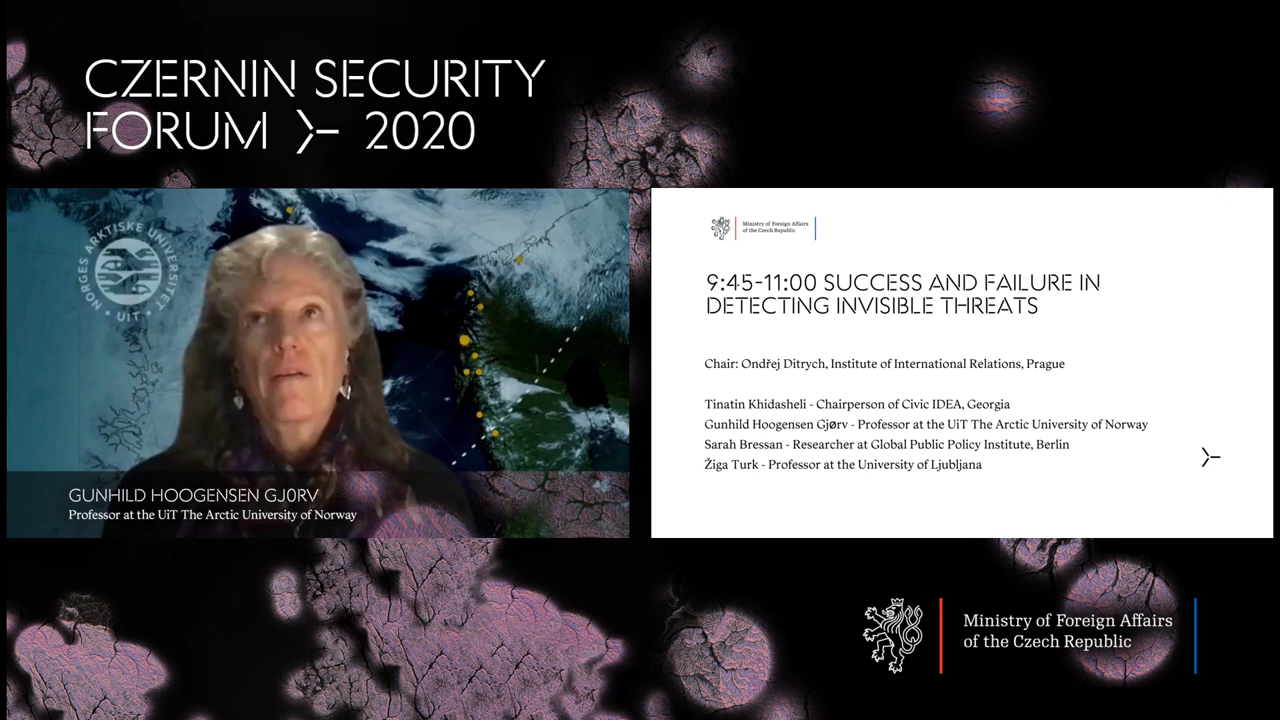 CZERNIN SECURITY
FORUM >– 2020
NORGES ARKTISKE UNIVERSITET
UIT
GUNHILD HOOGENSEN GJØRV
Professor at the UiT The Arctic University of Norway
Ministry of Foreign Affairs
of the Czech Republic
9:45-11:00 SUCCESS AND FAILURE IN
DETECTING INVISIBLE THREATS
Chair: Ondřej Ditrych, Institute of International Relations, Prague
Tinatin Khidasheli - Chairperson of Civic IDEA, Georgia
Gunhild Hoogensen Gjørv - Professor at the UiT The Arctic University of Norway
Sarah Bressan - Researcher at Global Public Policy Institute, Berlin
Žiga Turk - Professor at the University of Ljubljana
Ministry of Foreign Affairs
of the Czech Republic